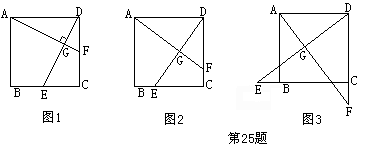 A D A D A D
G F G F G
B E C B E C E B C
F
图1 图2 图3
第25题